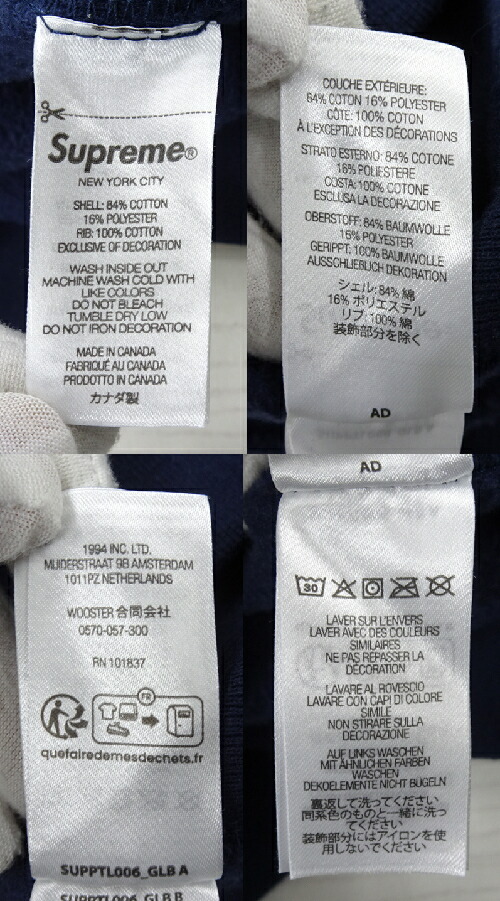 Supreme®
NEW YORK CITY
SHELL: 84% COTTON
16% POLYESTER
RIB: 100% COTTON
EXCLUSIVE OF DECORATION
WASH INSIDE OUT
MACHINE WASH COLD WITH
LIKE COLORS
DO NOT BLEACH
TUMBLE DRY LOW
DO NOT IRON DECORATION
MADE IN CANADA
FABRIQUÉ AU CANADA
PRODOTTO IN CANADA
カナダ製
COUCHE EXTÉRIEURE:
84% COTON 16% POLYESTER
CÔTE: 100% COTON
À L'EXCEPTION DES DÉCORATIONS
STRATO ESTERNO: 84% COTONE
16% POLIESTERE
COSTA: 100% COTONE
ESCLUSA LA DECORAZIONE
OBERSTOFF: 84% BAUMWOLLE
16% POLYESTER
GERIPPT: 100% BAUMWOLLE
AUSSCHLIEßLICH DEKORATION
シェル: 84% 綿
16% ポリエステル
リブ: 100% 綿
装飾部分を除く
AD
1994 INC. LTD.
MUIDERSTRAAT 9B AMSTERDAM
1011PZ NETHERLANDS
WOOSTER 合同会社
0570-057-300
RN 101837
FR
quefairedemesdechets.fr
SUPPTL006_GLB A
SUPPTL006_GLB B
AD
30
LAVER SUR L'ENVERS
LAVER AVEC DES COULEURS
SIMILAIRES
NE PAS REPASSER LA
DÉCORATION
LAVARE AL ROVESCIO
LAVARE CON CAPI DI COLORE
SIMILE
NON STIRARE SULLA
DECORAZIONE
AUF LINKS WASCHEN
MIT ÄHNLICHEN FARBEN
WASCHEN
DEKOELEMENTE NICHT BÜGELN
裏返して洗ってください
同系色のものと一緒に洗っ
てください
装飾部分にはアイロンを使
用しないでください